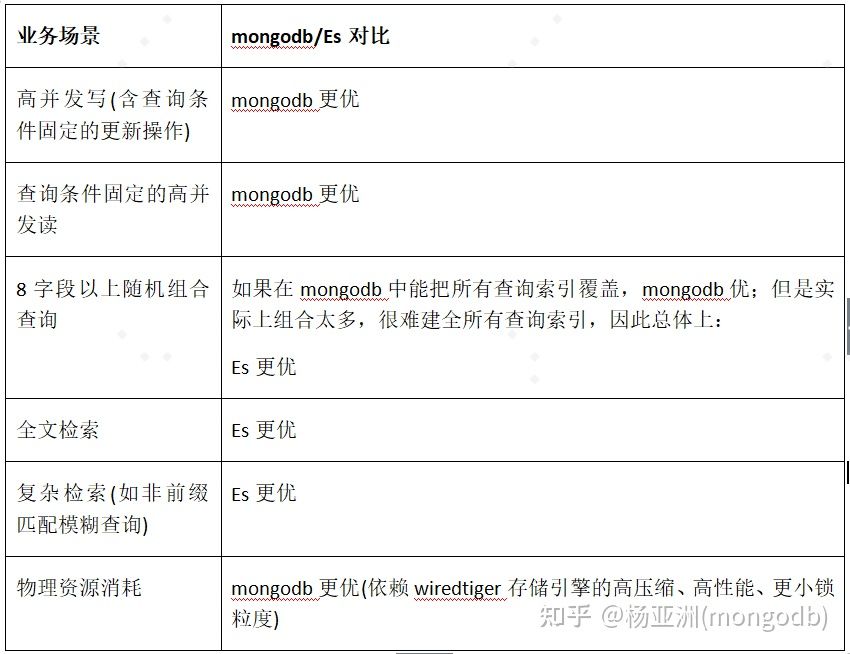 业务场景
mongodb/Es 对比
高并发写(含查询条
件固定的更新操作)
mongodb 更优
查询条件固定的高并
发读
mongodb 更优
8 字段以上随机组合
查询
如果在 mongodb 中能把所有查询索引覆盖，mongodb 优；但是实
际上组合太多，很难建全所有查询索引，因此总体上：
Es 更优
全文检索
Es 更优
复杂检索(如非前缀
匹配模糊查询)
Es 更优
物理资源消耗
mongodb 更优(依赖 wiredtiger 存储引擎的高压缩、高性能、更小锁
粒度)
知乎 @杨亚洲(mongodb)